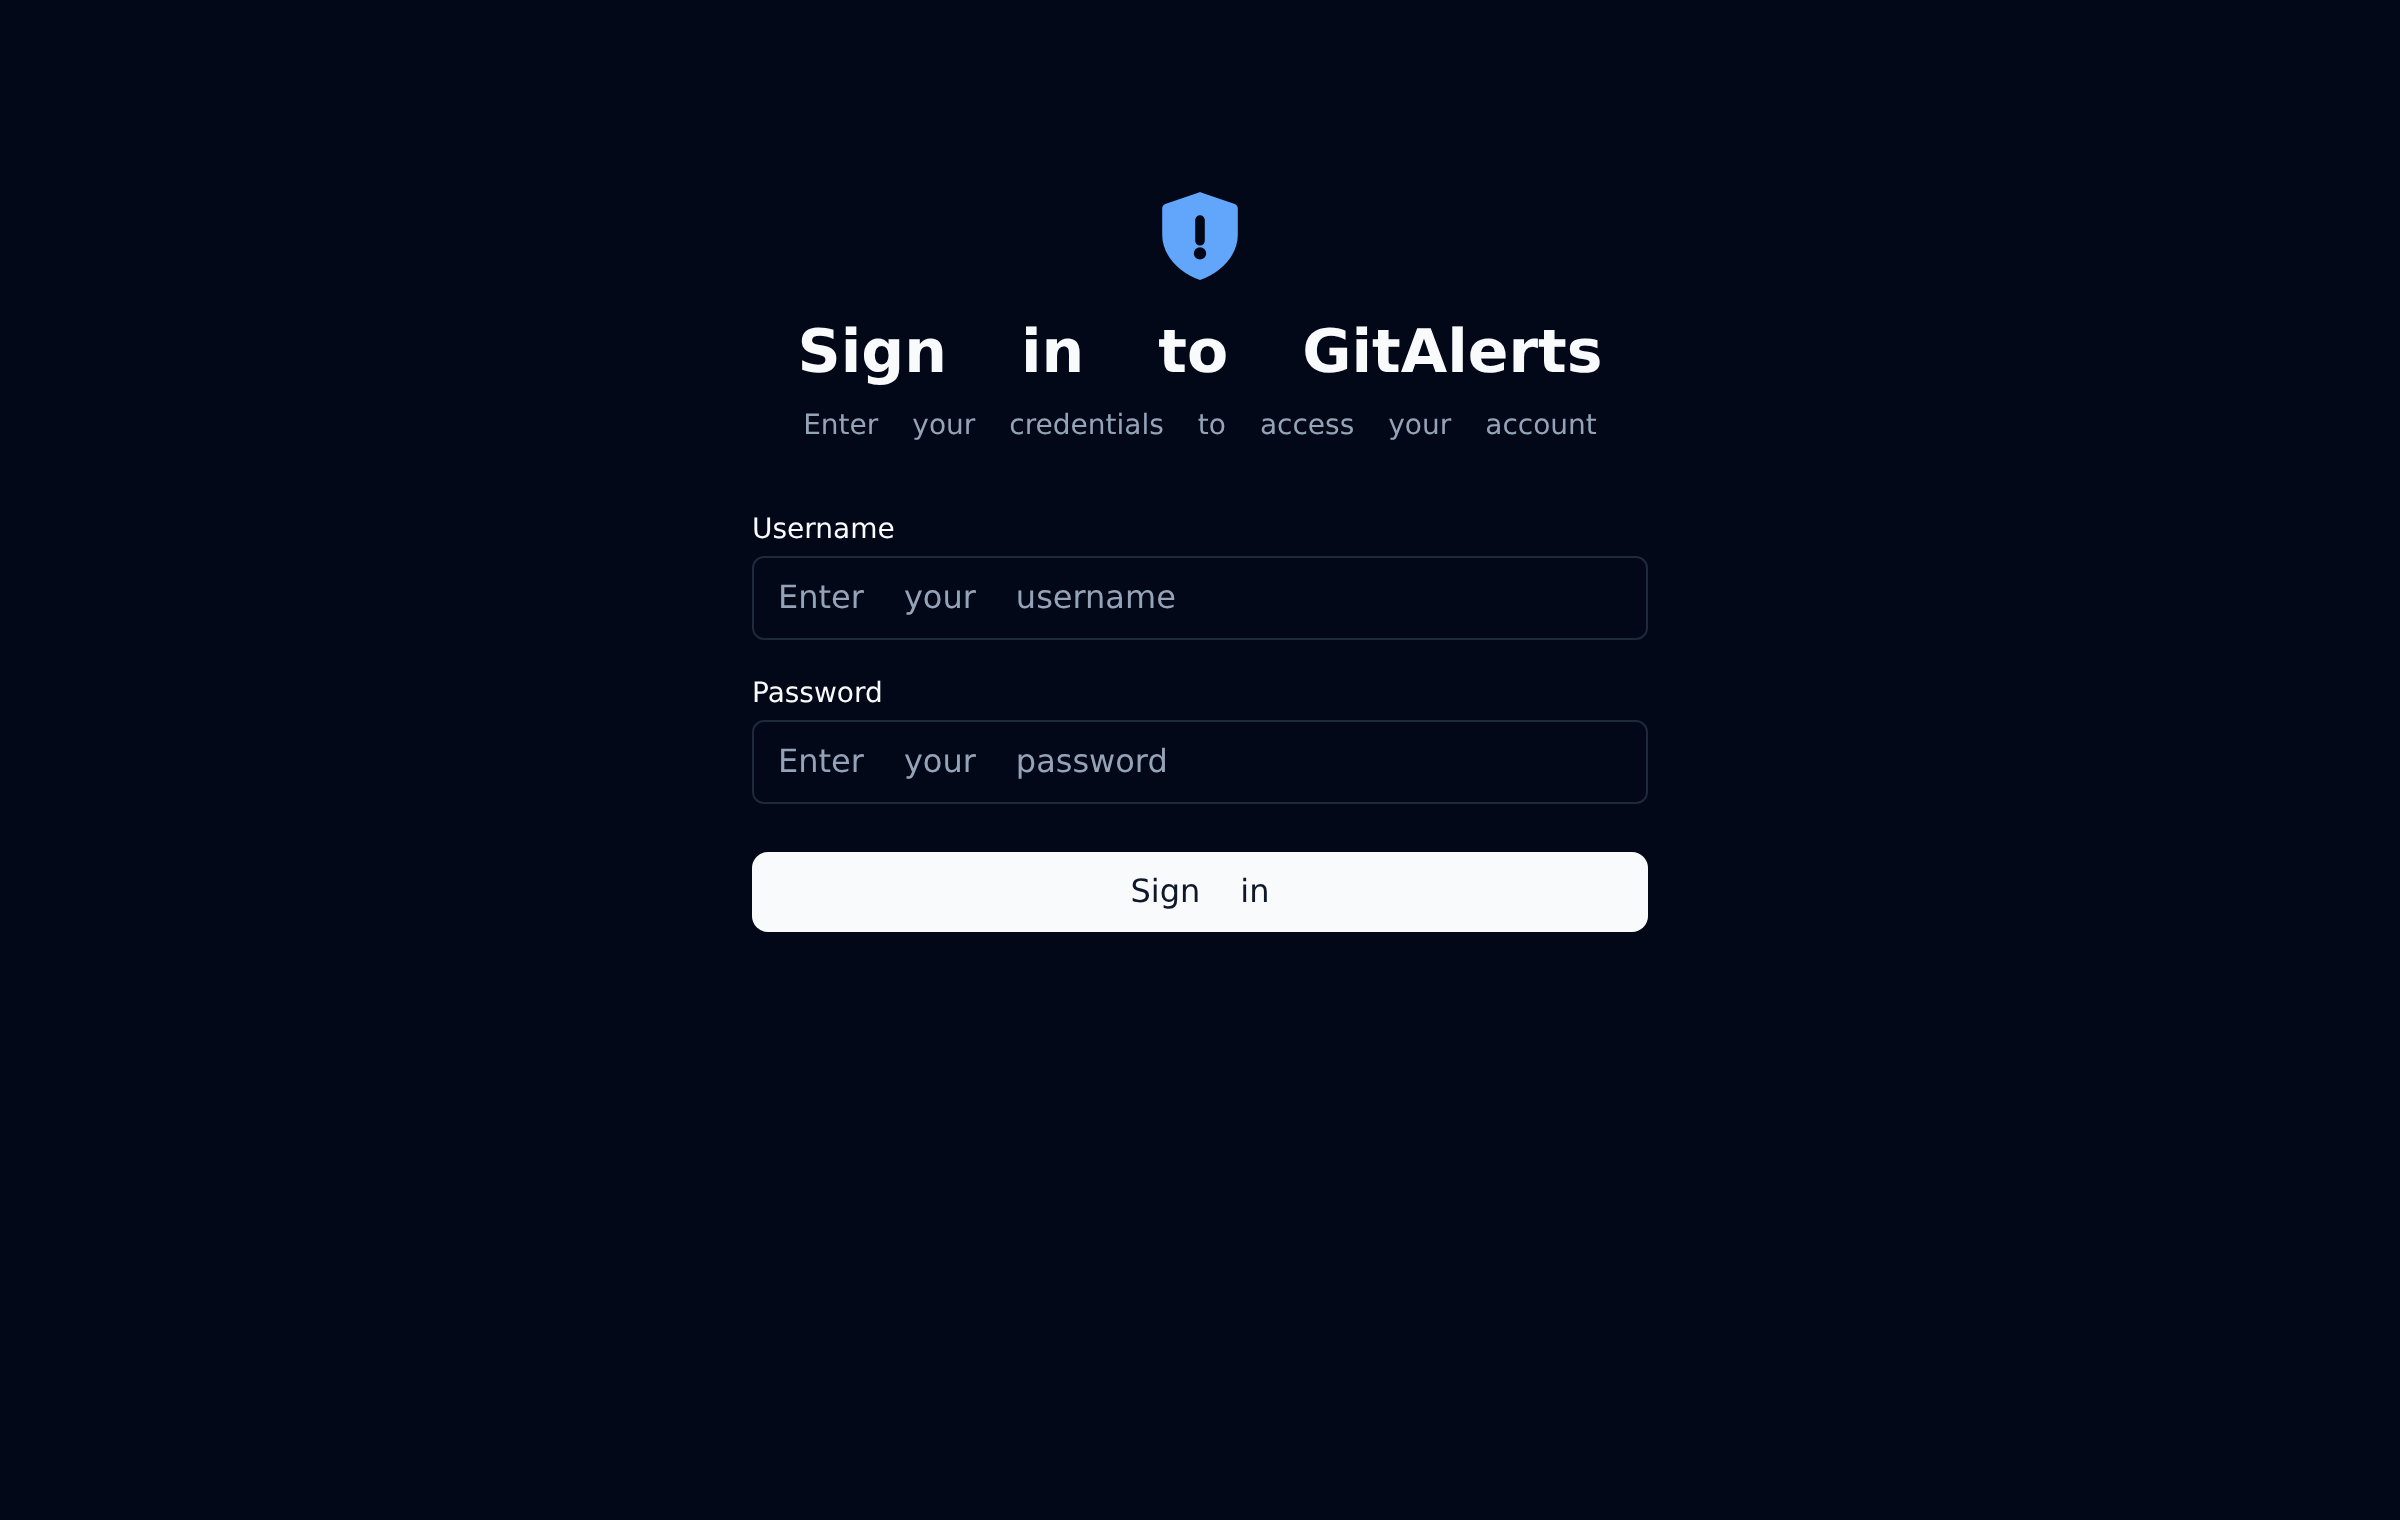 Sign in to GitAlerts
Enter your credentials to access your account
Username
Enter your username
Password
Enter your password
Sign in